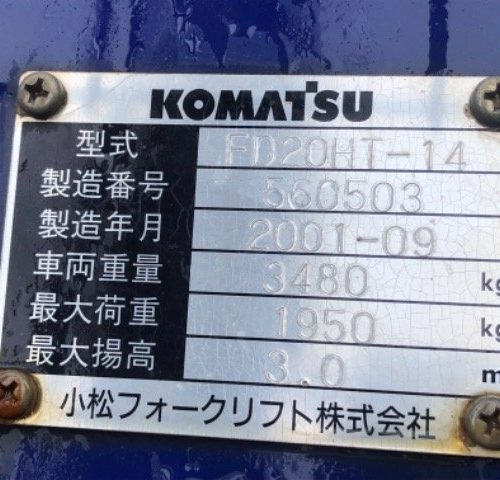 KOMATSU
型式 FD20HT-14
製造番号 560503
製造年月 2001-09
車両重量 3480 kg
最大荷重 1950 kg
最大揚高 3.0 m
小松フォークリフト株式会社